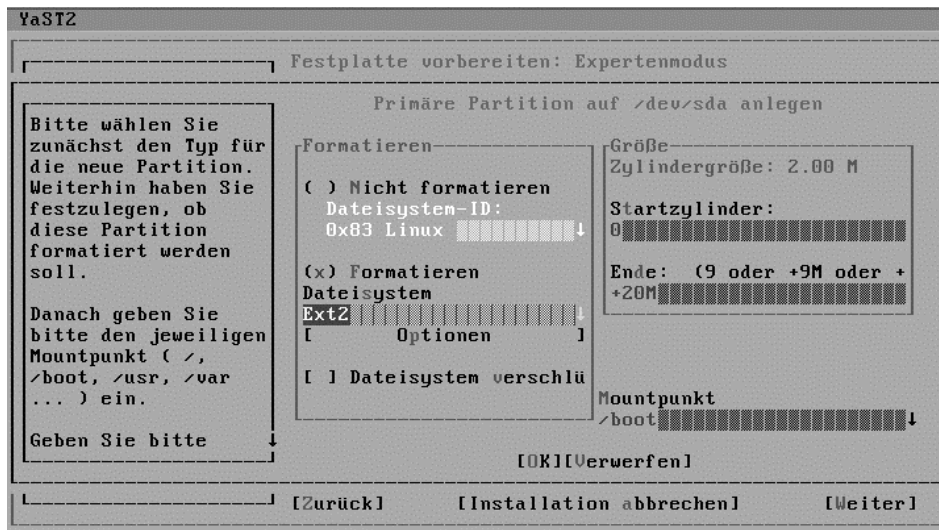 YaST2
Festplatte vorbereiten: Expertenmodus
Primäre Partition auf /dev/sda anlegen
Bitte wählen Sie
zunächst den Typ für
die neue Partition.
Weiterhin haben Sie
festzulegen, ob
diese Partition
formatiert werden
soll.
Danach geben Sie
bitte den jeweiligen
Mountpunkt ( /,
/boot, /usr, /var
... ) ein.
Geben Sie bitte
Formatieren
( ) Nicht formatieren
Dateisystem-ID:
0x83 Linux
(x) Formatieren
Dateisystem
Ext2
[ Optionen ]
[ ] Dateisystem verschlü
Größe
Zylindergröße: 2.00 M
Startzylinder:
0
Ende: (9 oder +9M oder +
+20M
Mountpunkt
/boot
[OK][Verwerfen]
[Zurück] [Installation abbrechen] [Weiter]